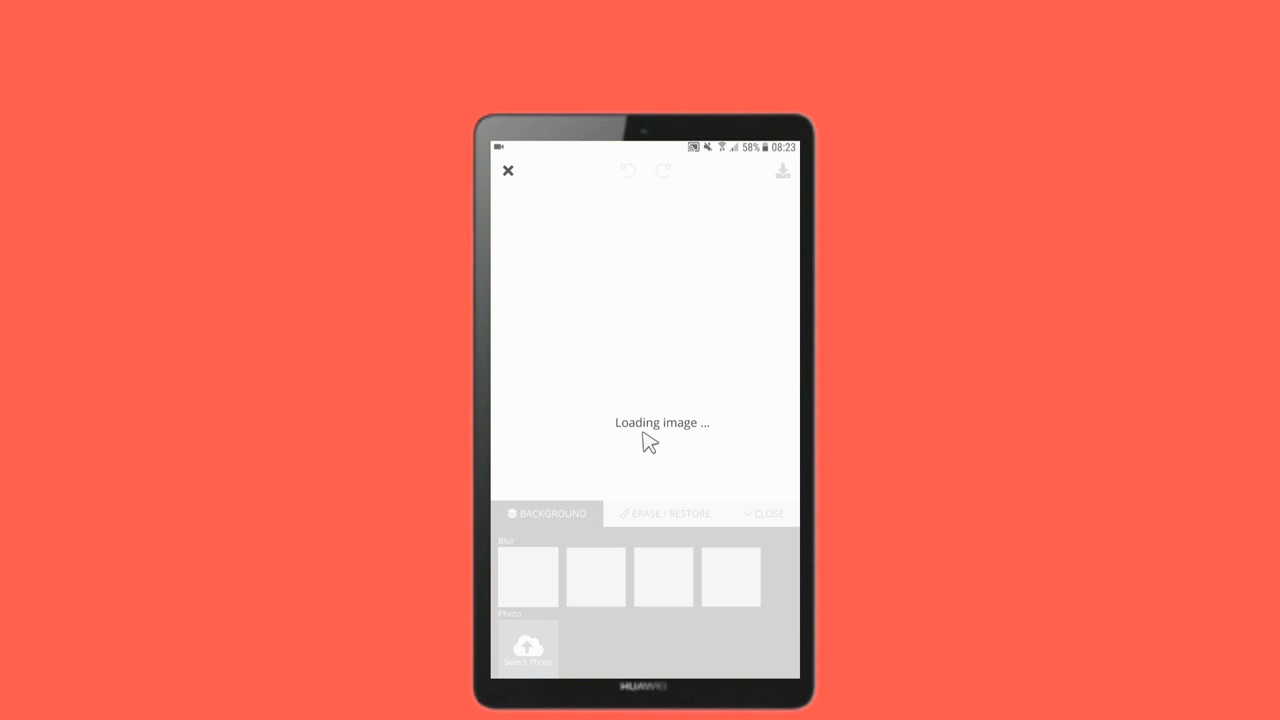 58% 08:23
Loading image ...
BACKGROUND ERASE / RESTORE CLOSE
Blur
Photo
Select Photo
HUAWEI